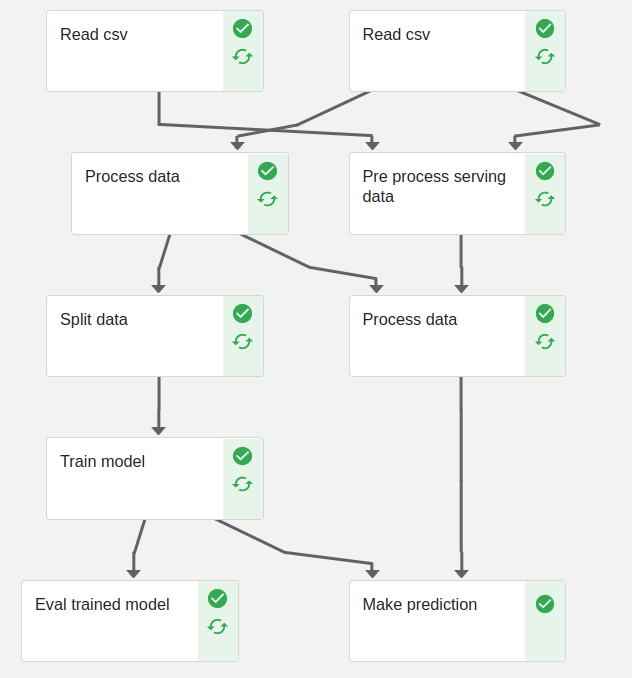 Read csv
Read csv
Process data
Pre process serving
data
Split data
Process data
Train model
Eval trained model
Make prediction